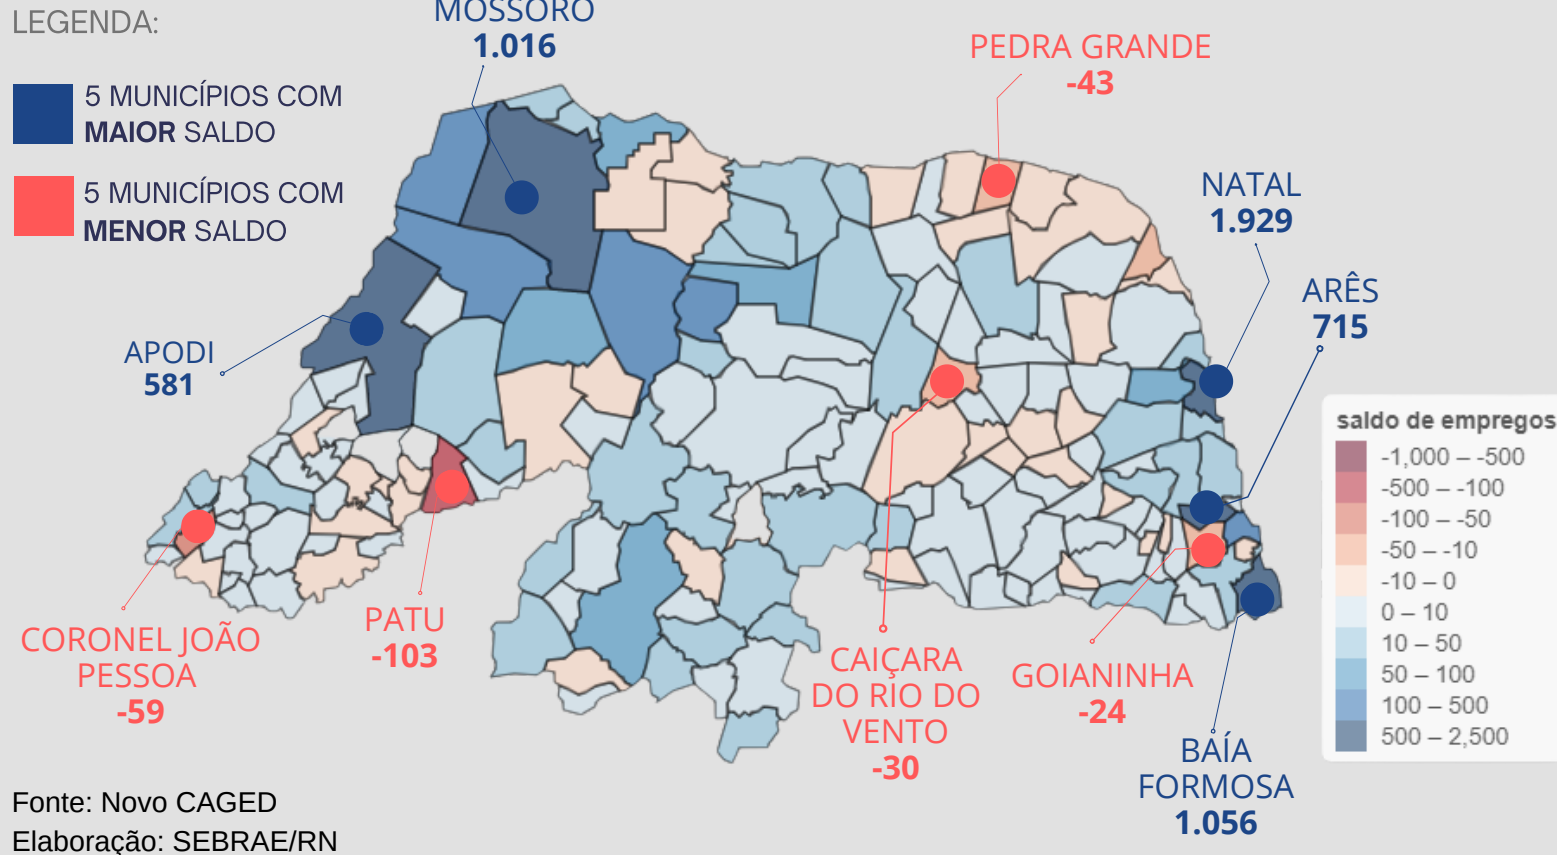 LEGENDA:
5 MUNICÍPIOS COM
MAIOR SALDO
5 MUNICÍPIOS COM
MENOR SALDO
MOSSORÓ
1.016
PEDRA GRANDE
-43
NATAL
1.929
ARÊS
715
APODI
581
CORONEL JOÃO
PESSOA
-59
PATU
-103
CAIÇARA
DO RIO DO
VENTO
-30
GOIANINHA
-24
BAÍA
FORMOSA
1.056
saldo de empregos
-1,000 – -500
-500 – -100
-100 – -50
-50 – -10
-10 – 0
0 – 10
10 – 50
50 – 100
100 – 500
500 – 2,500
Fonte: Novo CAGED
Elaboração: SEBRAE/RN